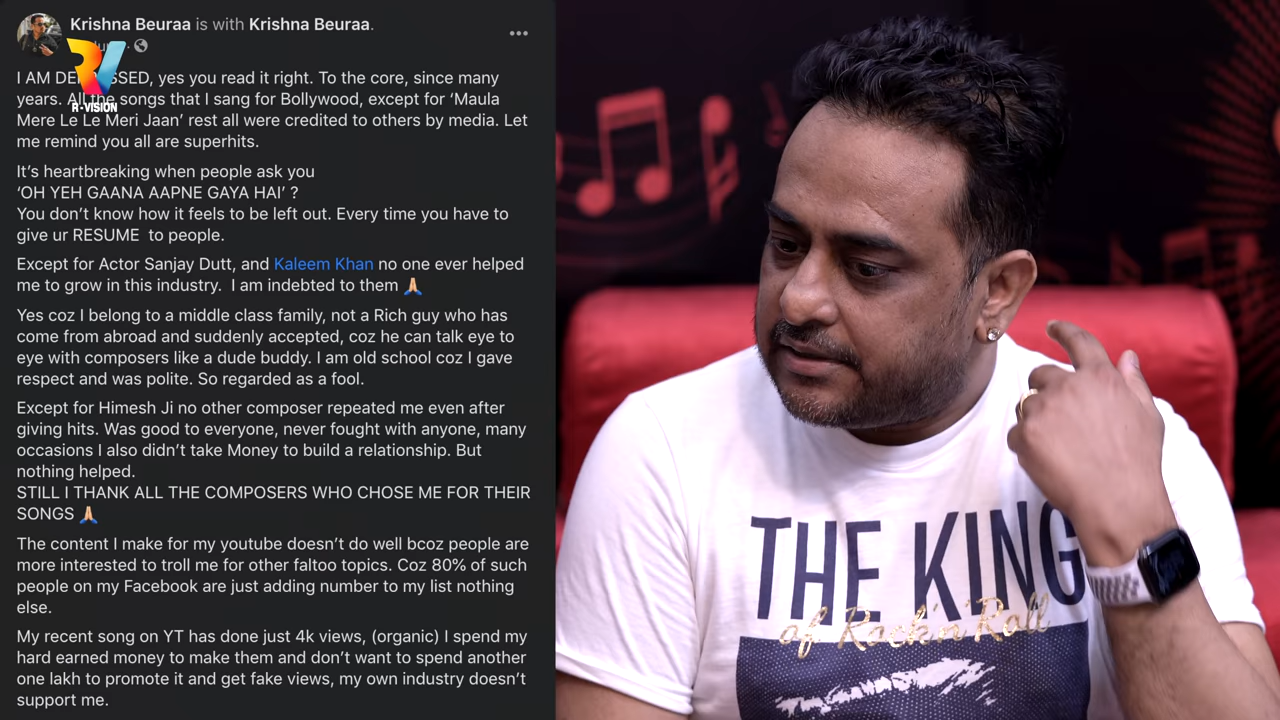 Krishna Beuraa is with Krishna Beuraa.
R-VISION
I AM DEPRESSED, yes you read it right. To the core, since many
years. All the songs that I sang for Bollywood, except for ‘Maula
Mere Le Le Meri Jaan’ rest all were credited to others by media. Let
me remind you all are superhits.
It’s heartbreaking when people ask you
‘OH YEH GAANA AAPNE GAYA HAI’ ?
You don’t know how it feels to be left out. Every time you have to
give ur RESUME to people.
Except for Actor Sanjay Dutt, and Kaleem Khan no one ever helped
me to grow in this industry. I am indebted to them 🙏🏻
Yes coz I belong to a middle class family, not a Rich guy who has
come from abroad and suddenly accepted, coz he can talk eye to
eye with composers like a dude buddy. I am old school coz I gave
respect and was polite. So regarded as a fool.
Except for Himesh Ji no other composer repeated me even after
giving hits. Was good to everyone, never fought with anyone, many
occasions I also didn’t take Money to build a relationship. But
nothing helped.
STILL I THANK ALL THE COMPOSERS WHO CHOSE ME FOR THEIR
SONGS 🙏🏻
The content I make for my youtube doesn’t do well bcoz people are
more interested to troll me for other faltoo topics. Coz 80% of such
people on my Facebook are just adding number to my list nothing
else.
My recent song on YT has done just 4k views, (organic) I spend my
hard earned money to make them and don’t want to spend another
one lakh to promote it and get fake views, my own industry doesn’t
support me.
THE KING
of Rock'n'Roll